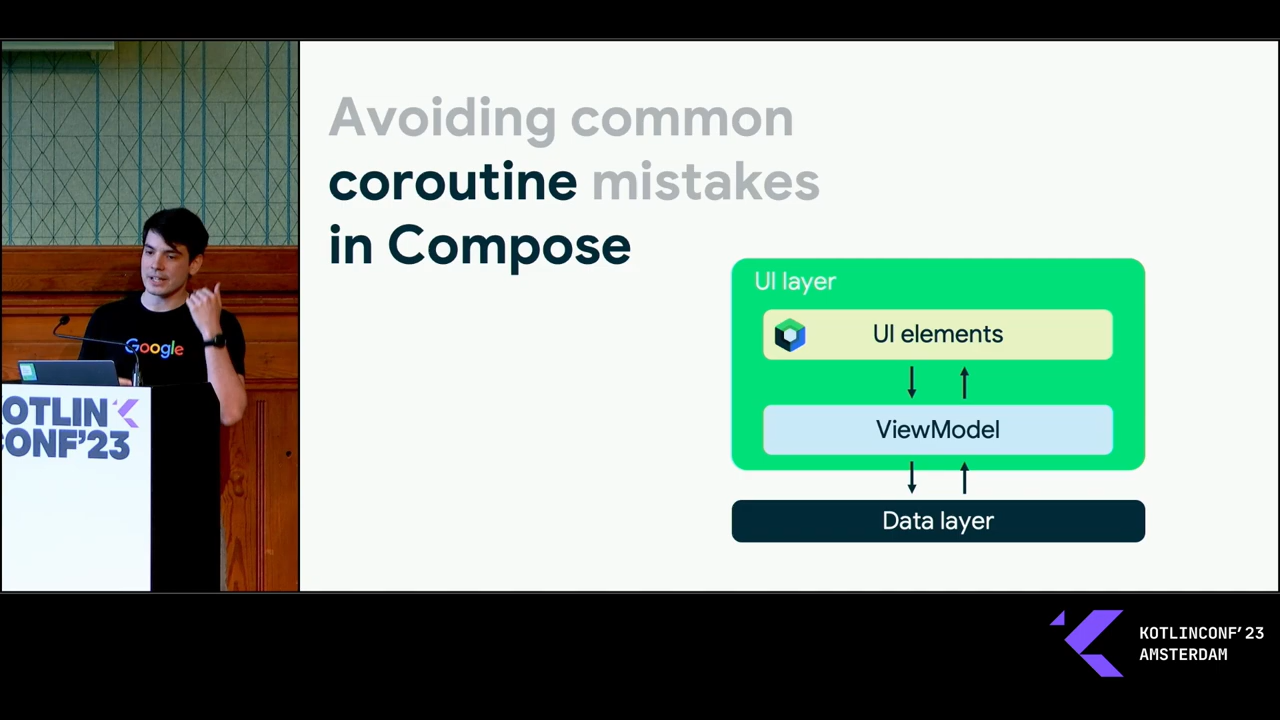 Avoiding common
coroutine mistakes
in Compose
UI layer
UI elements
ViewModel
Data layer
Google
OTLIN
CONF'23
KOTLINCONF'23
AMSTERDAM